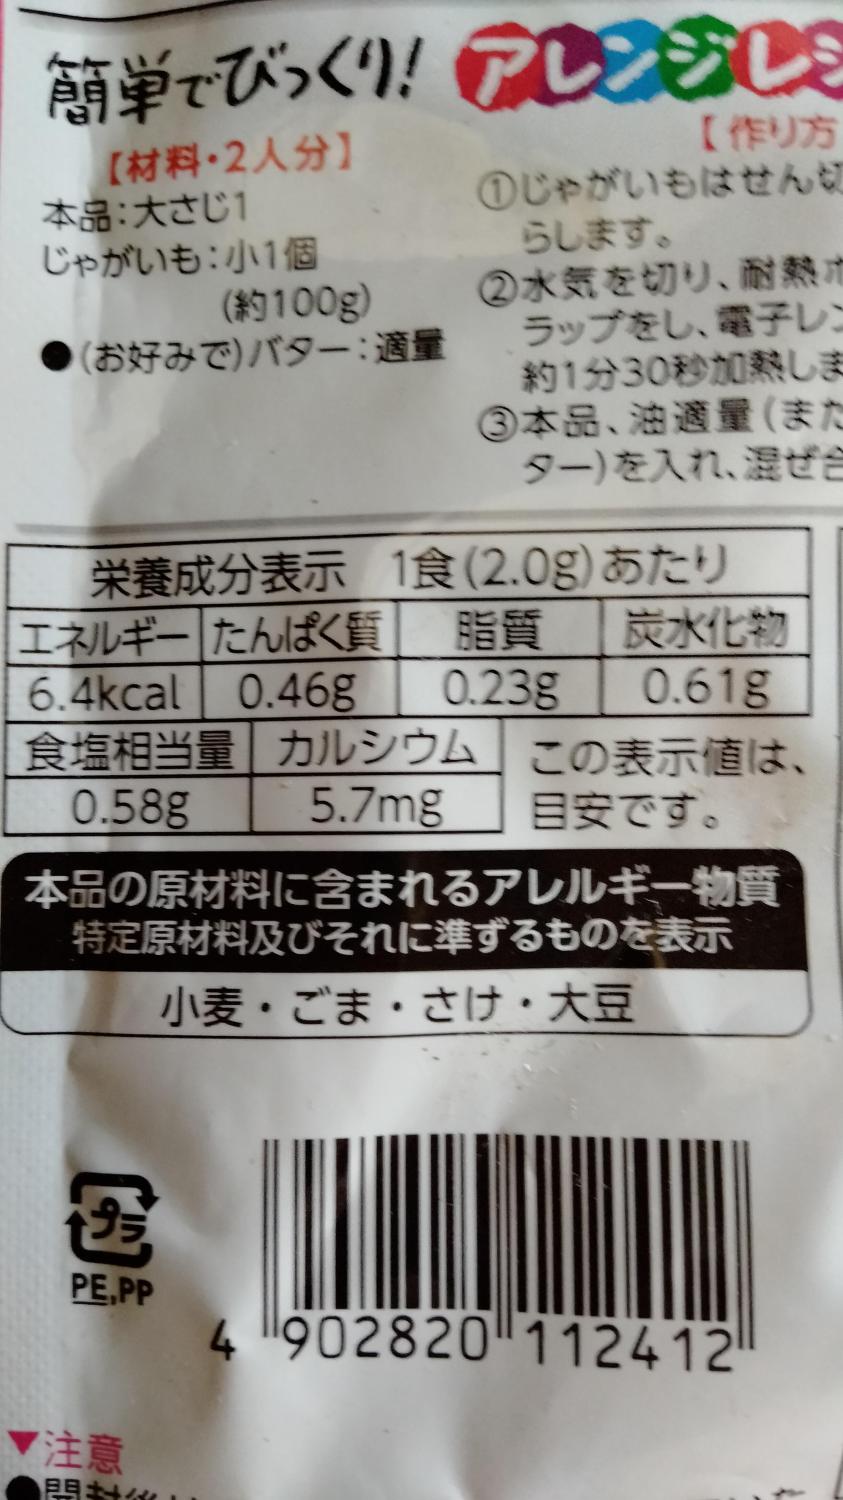 簡単でびっくり! アレンジレシ
【材料・2人分】
本品:大さじ1
じゃがいも:小1個
(約100g)
●(お好みで)バター:適量
【作り方
①じゃがいもはせん切
らします。
②水気を切り、耐熱ボ
ラップをし、電子レン
約1分30秒加熱しま
③本品、油適量(また
ター)を入れ、混ぜ合
栄養成分表示 1食(2.0g)あたり
エネルギー たんぱく質 脂質 炭水化物
6.4kcal 0.46g 0.23g 0.61g
食塩相当量 カルシウム
0.58g 5.7mg
この表示値は、
目安です。
本品の原材料に含まれるアレルギー物質
特定原材料及びそれに準ずるものを表示
小麦・ごま・さけ・大豆
プラ
PE,PP
4 902820 112412
▼注意
●開封後